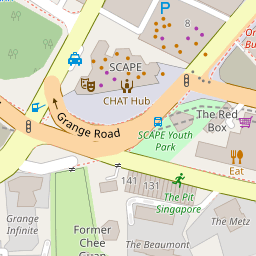 P
8
SCAPE
CHAT Hub
Grange Road
The Red
Box
SCAPE Youth
Park
Eat
141
131
The Pit
Singapore
Grange
Infinite
Former
Chee
Guan
The Beaumont
The Metz